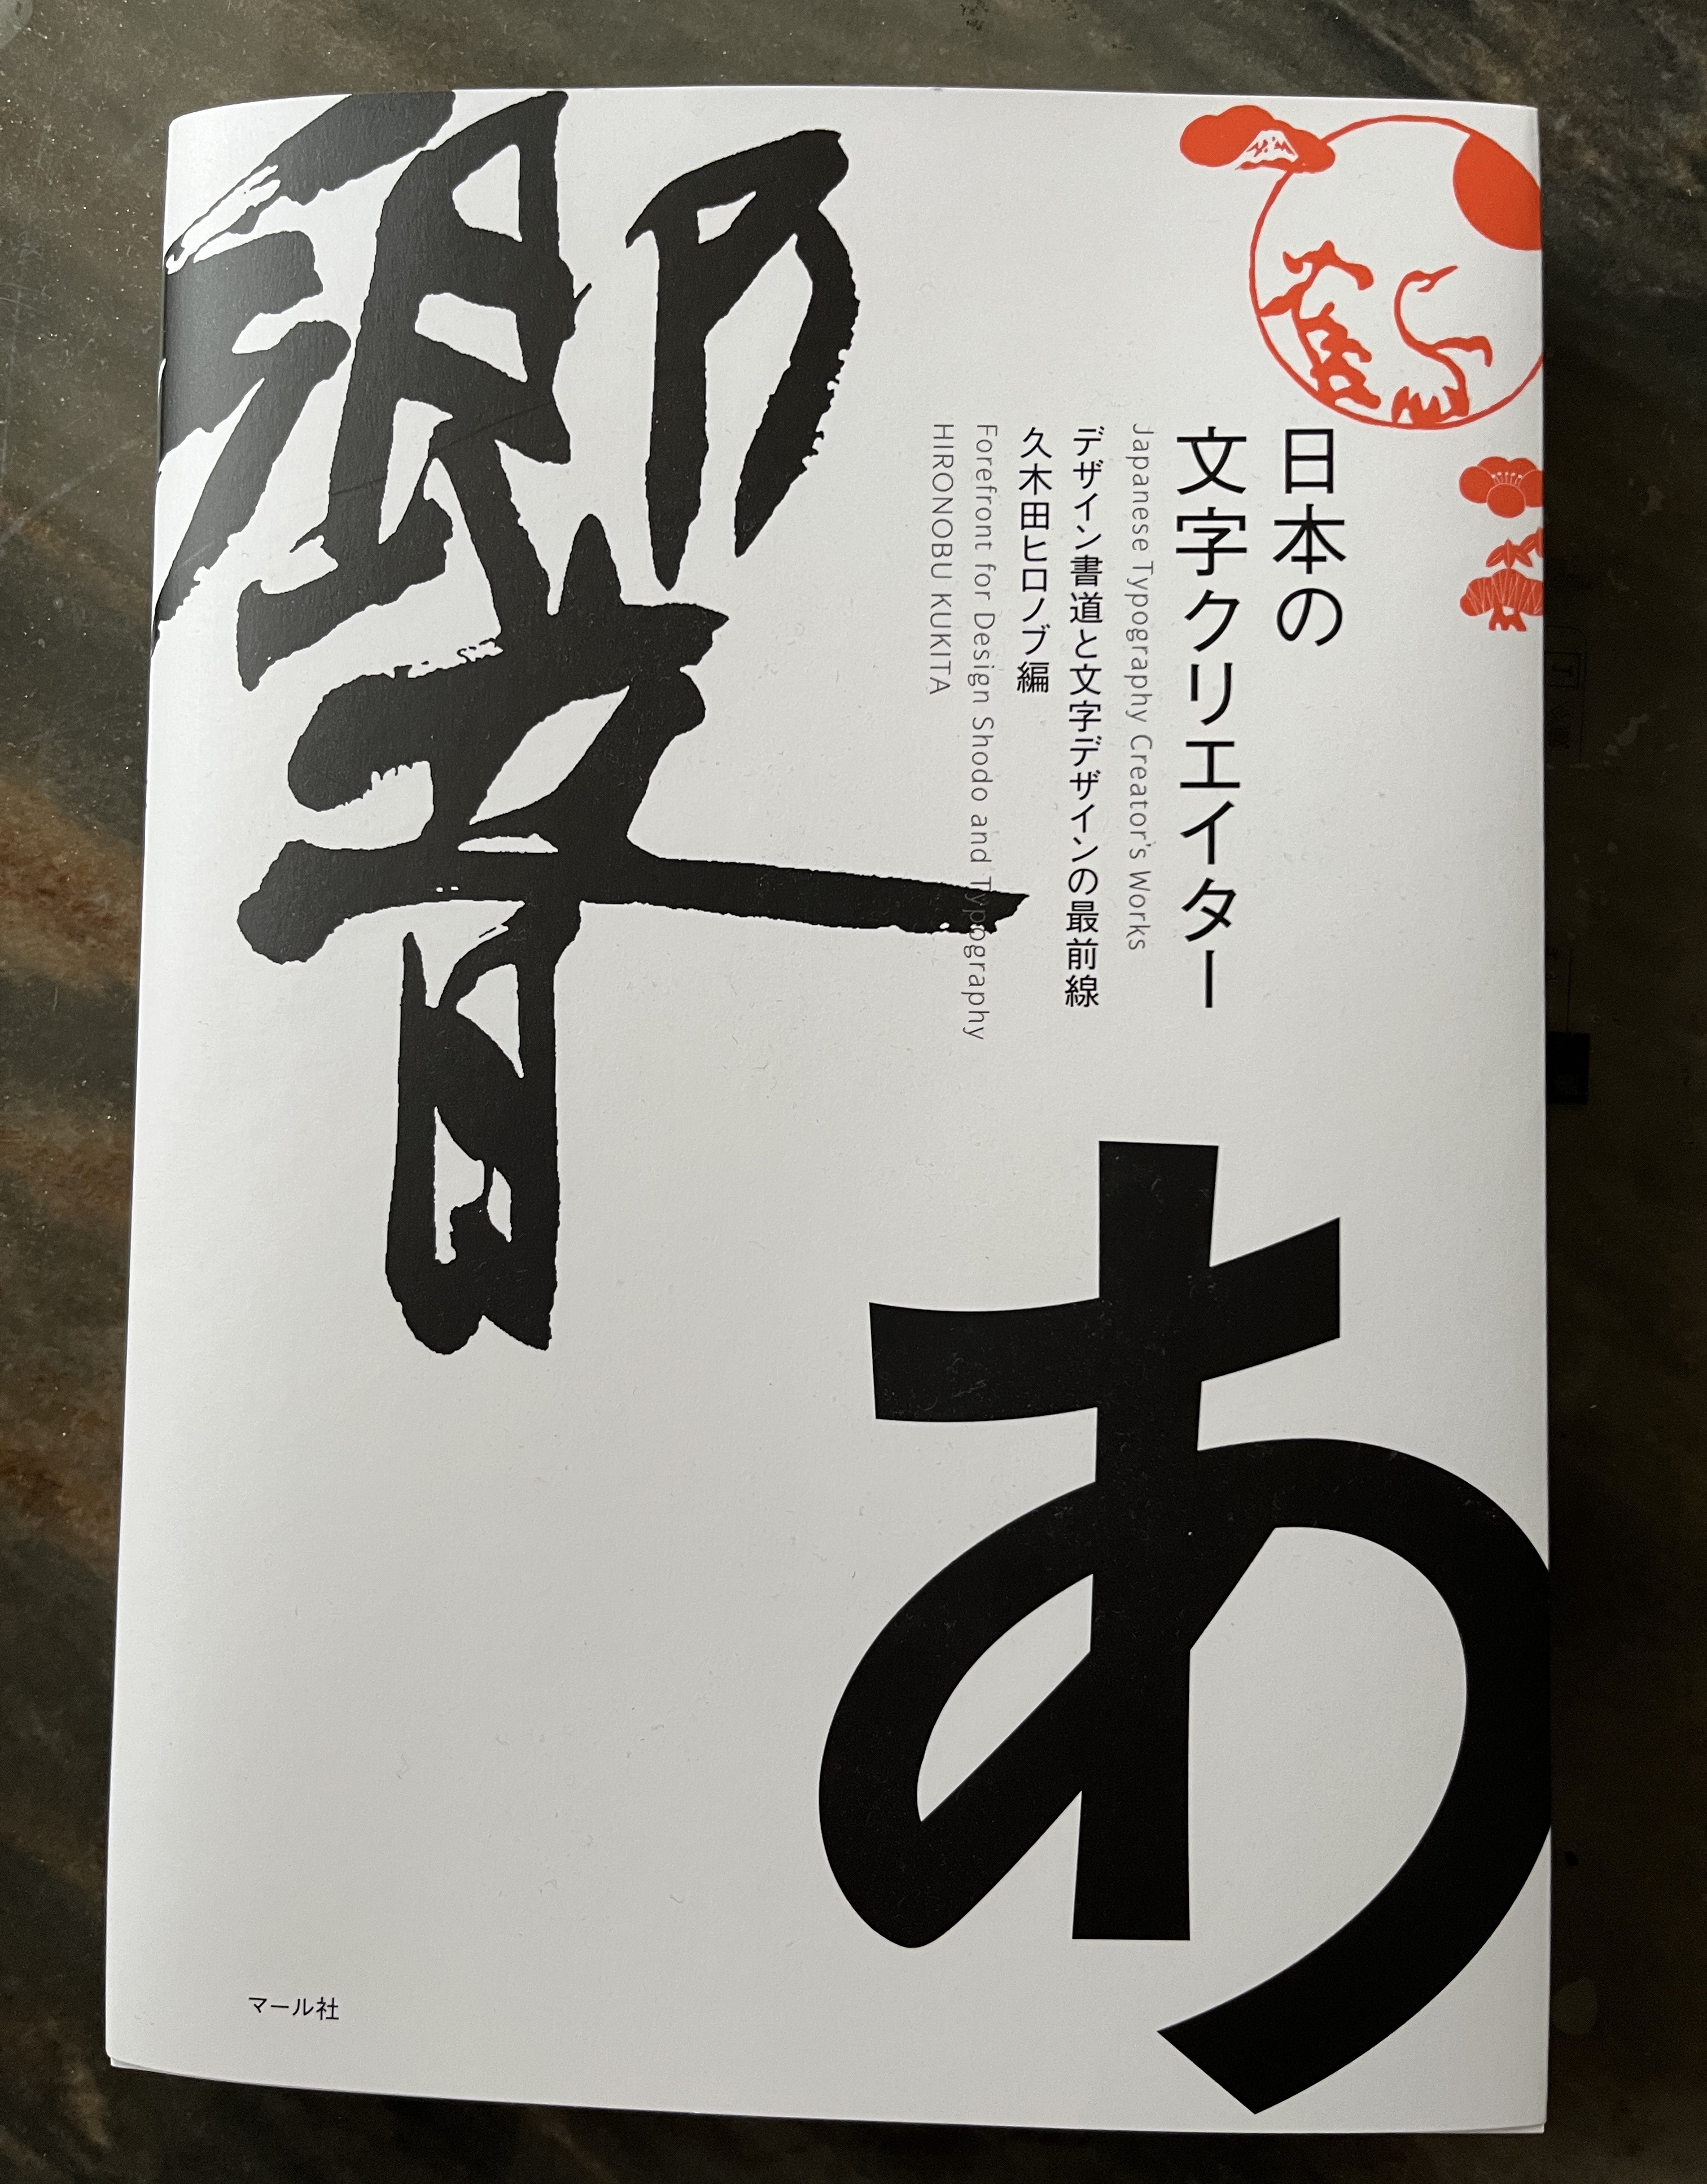 日本の
文字クリエイター
Japanese Typography Creator's Works
デザイン書道と文字デザインの最前線
久木田ヒロノブ編
Forefront for Design Shodo and Typography
HIRONOBU KUKITA
響
あ
マール社